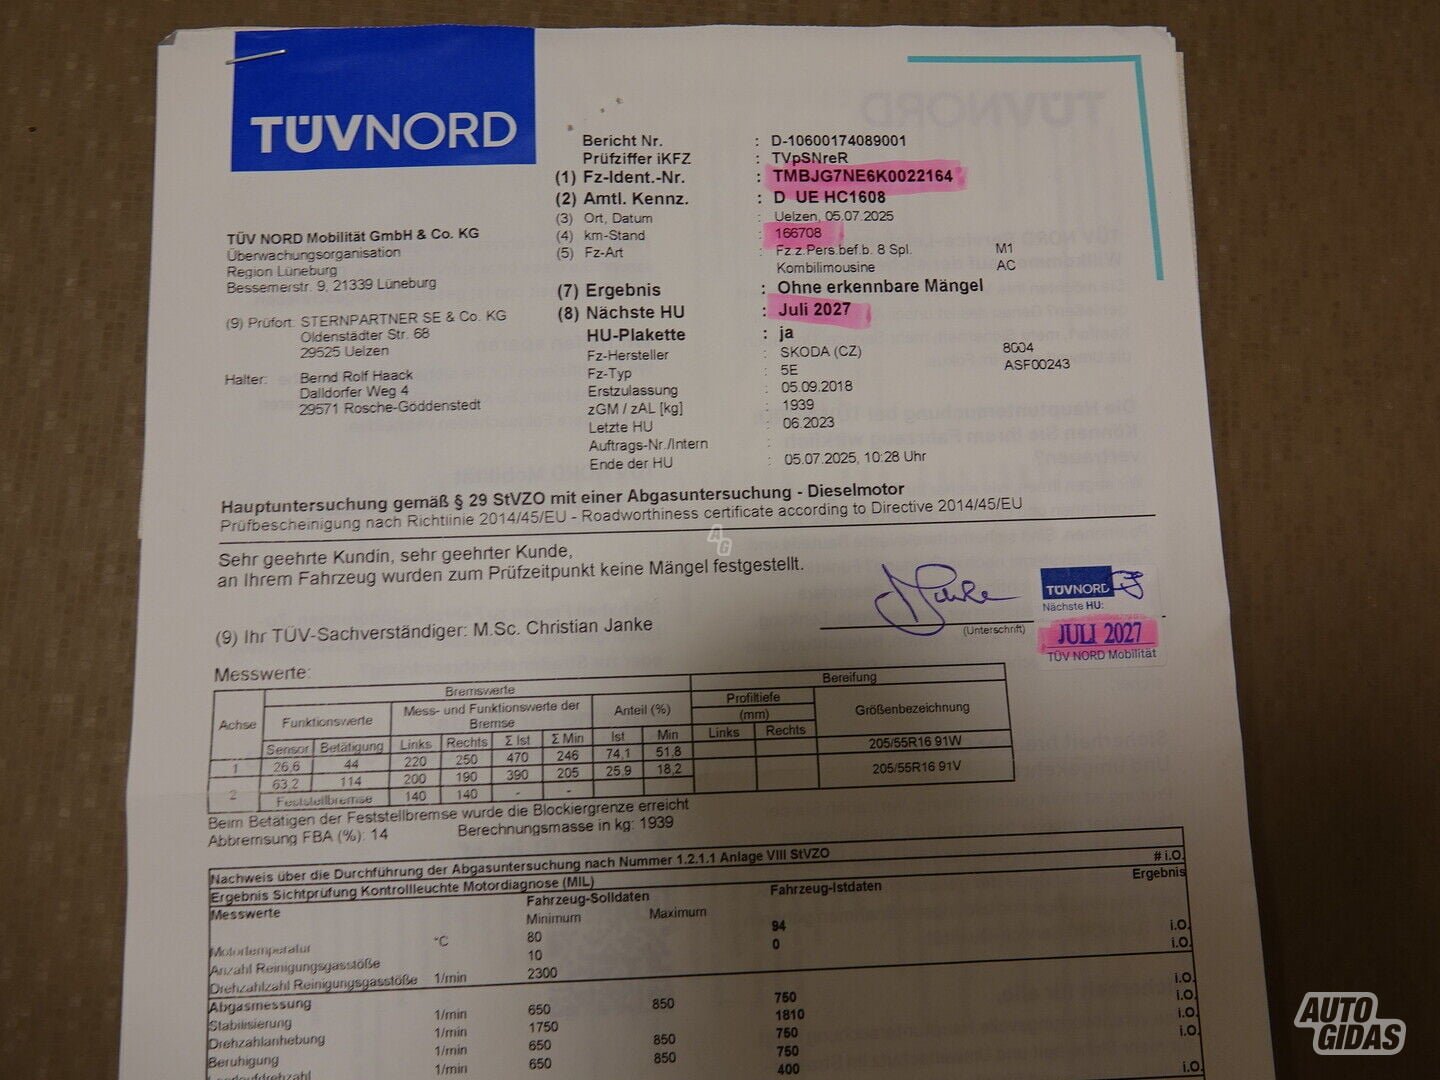 TÜVNORD
Bericht Nr. : D-10600174089001
Prüfziffer iKFZ : TVpSNreR
(1) Fz-Ident.-Nr. : TMBJG7NE6K0022164
(2) Amtl. Kennz. : D UE HC1608
(3) Ort, Datum : Uelzen, 05.07.2025
(4) km-Stand : 166708
(5) Fz-Art : Fz.z.Pers.bef.b. 8 Spl. M1
Kombilimousine AC
(7) Ergebnis : Ohne erkennbare Mängel
(8) Nächste HU : Juli 2027
HU-Plakette : ja
Fz-Hersteller : SKODA (CZ) 8004
Fz-Typ : 5E ASF00243
Erstzulassung : 05.09.2018
zGM / zAL [kg] : 1939
Letzte HU : 06.2023
Auftrags-Nr./Intern :
Ende der HU : 05.07.2025, 10:28 Uhr
TÜV NORD Mobilität GmbH & Co. KG
Überwachungsorganisation
Region Lüneburg
Bessemerstr. 9, 21339 Lüneburg
(9) Prüfort: STERNPARTNER SE & Co. KG
Oldenstädter Str. 68
29525 Uelzen
Halter: Bernd Rolf Haack
Dalldorfer Weg 4
29571 Rosche-Göddenstedt
Hauptuntersuchung gemäß § 29 StVZO mit einer Abgasuntersuchung - Dieselmotor
Prüfbescheinigung nach Richtlinie 2014/45/EU - Roadworthiness certificate according to Directive 2014/45/EU
Sehr geehrte Kundin, sehr geehrter Kunde,
an Ihrem Fahrzeug wurden zum Prüfzeitpunkt keine Mängel festgestellt.
(9) Ihr TÜV-Sachverständiger: M.Sc. Christian Janke
(Unterschrift)
TÜVNORD
Nächste HU:
JULI 2027
TÜV NORD Mobilität
Messwerte:
Achse Bremswerte Bereifung
Funktionswerte Mess- und Funktionswerte der Bremse Anteil (%) Profiltiefe (mm) Größenbezeichnung
Sensor Betätigung Links Rechts Σ Ist Σ Min Ist Min Links Rechts
1 26,6 44 220 250 470 246 74,1 51,8 205/55R16 91W
2 63,2 114 200 190 390 205 25,9 18,2 205/55R16 91V
Feststellbremse 140 140 - -
Beim Betätigen der Feststellbremse wurde die Blockiergrenze erreicht
Abbremsung FBA (%): 14 Berechnungsmasse in kg: 1939
Nachweis über die Durchführung der Abgasuntersuchung nach Nummer 1.2.1.1 Anlage VIII StVZO
Ergebnis Sichtprüfung Kontrollleuchte Motordiagnose (MIL) # i.O.
Messwerte Fahrzeug-Solldaten Fahrzeug-Istdaten Ergebnis
Minimum Maximum
Motortemperatur °C 80 94 i.O.
Anzahl Reinigungsgasstöße 10 0 i.O.
Drehzahl Reinigungsgasstöße 1/min 2300
Abgasmessung i.O.
Stabilisierung 1/min 650 850 750 i.O.
Drehzahlanhebung 1/min 1750 1810 i.O.
Beruhigung 1/min 650 850 750 i.O.
Leerlaufdrehzahl 1/min 650 850 750
400 i.O.
AG
AUTO
GIDAS